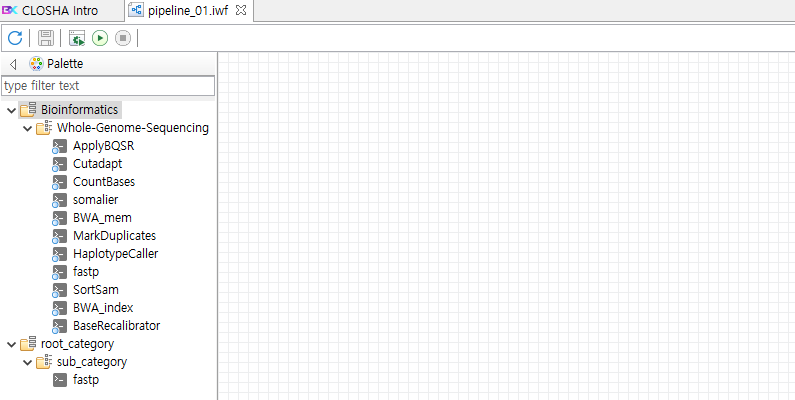 CLOSHA Intro
pipeline_01.iwf
Palette
type filter text
Bioinformatics
Whole-Genome-Sequencing
ApplyBQSR
Cutadapt
CountBases
somalier
BWA_mem
MarkDuplicates
HaplotypeCaller
fastp
SortSam
BWA_index
BaseRecalibrator
root_category
sub_category
fastp